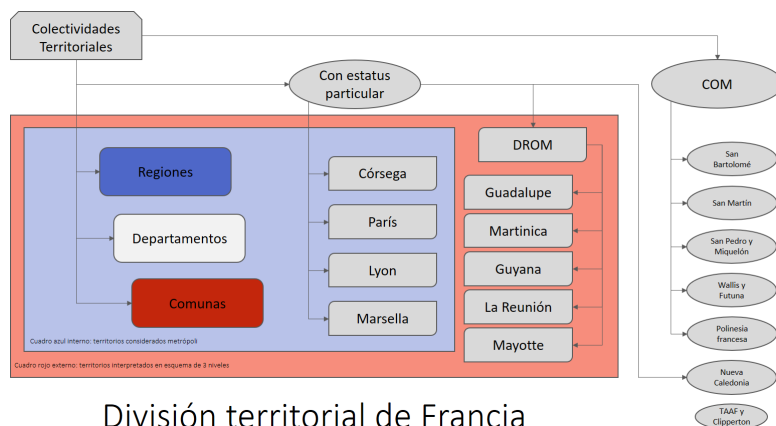 Colectividades
Territoriales
Con estatus
particular
COM
DROM
Regiones
Departamentos
Comunas
Córsega
París
Lyon
Marsella
Guadalupe
Martinica
Guyana
La Reunión
Mayotte
San
Bartolomé
San Martín
San Pedro y
Miquelón
Wallis y
Futuna
Polinesia
francesa
Nueva
Caledonia
TAAF y
Clipperton
Cuadro azul interno: territorios considerados metrópoli
Cuadro rojo externo: territorios interpretados en esquema de 3 niveles
División territorial de Francia